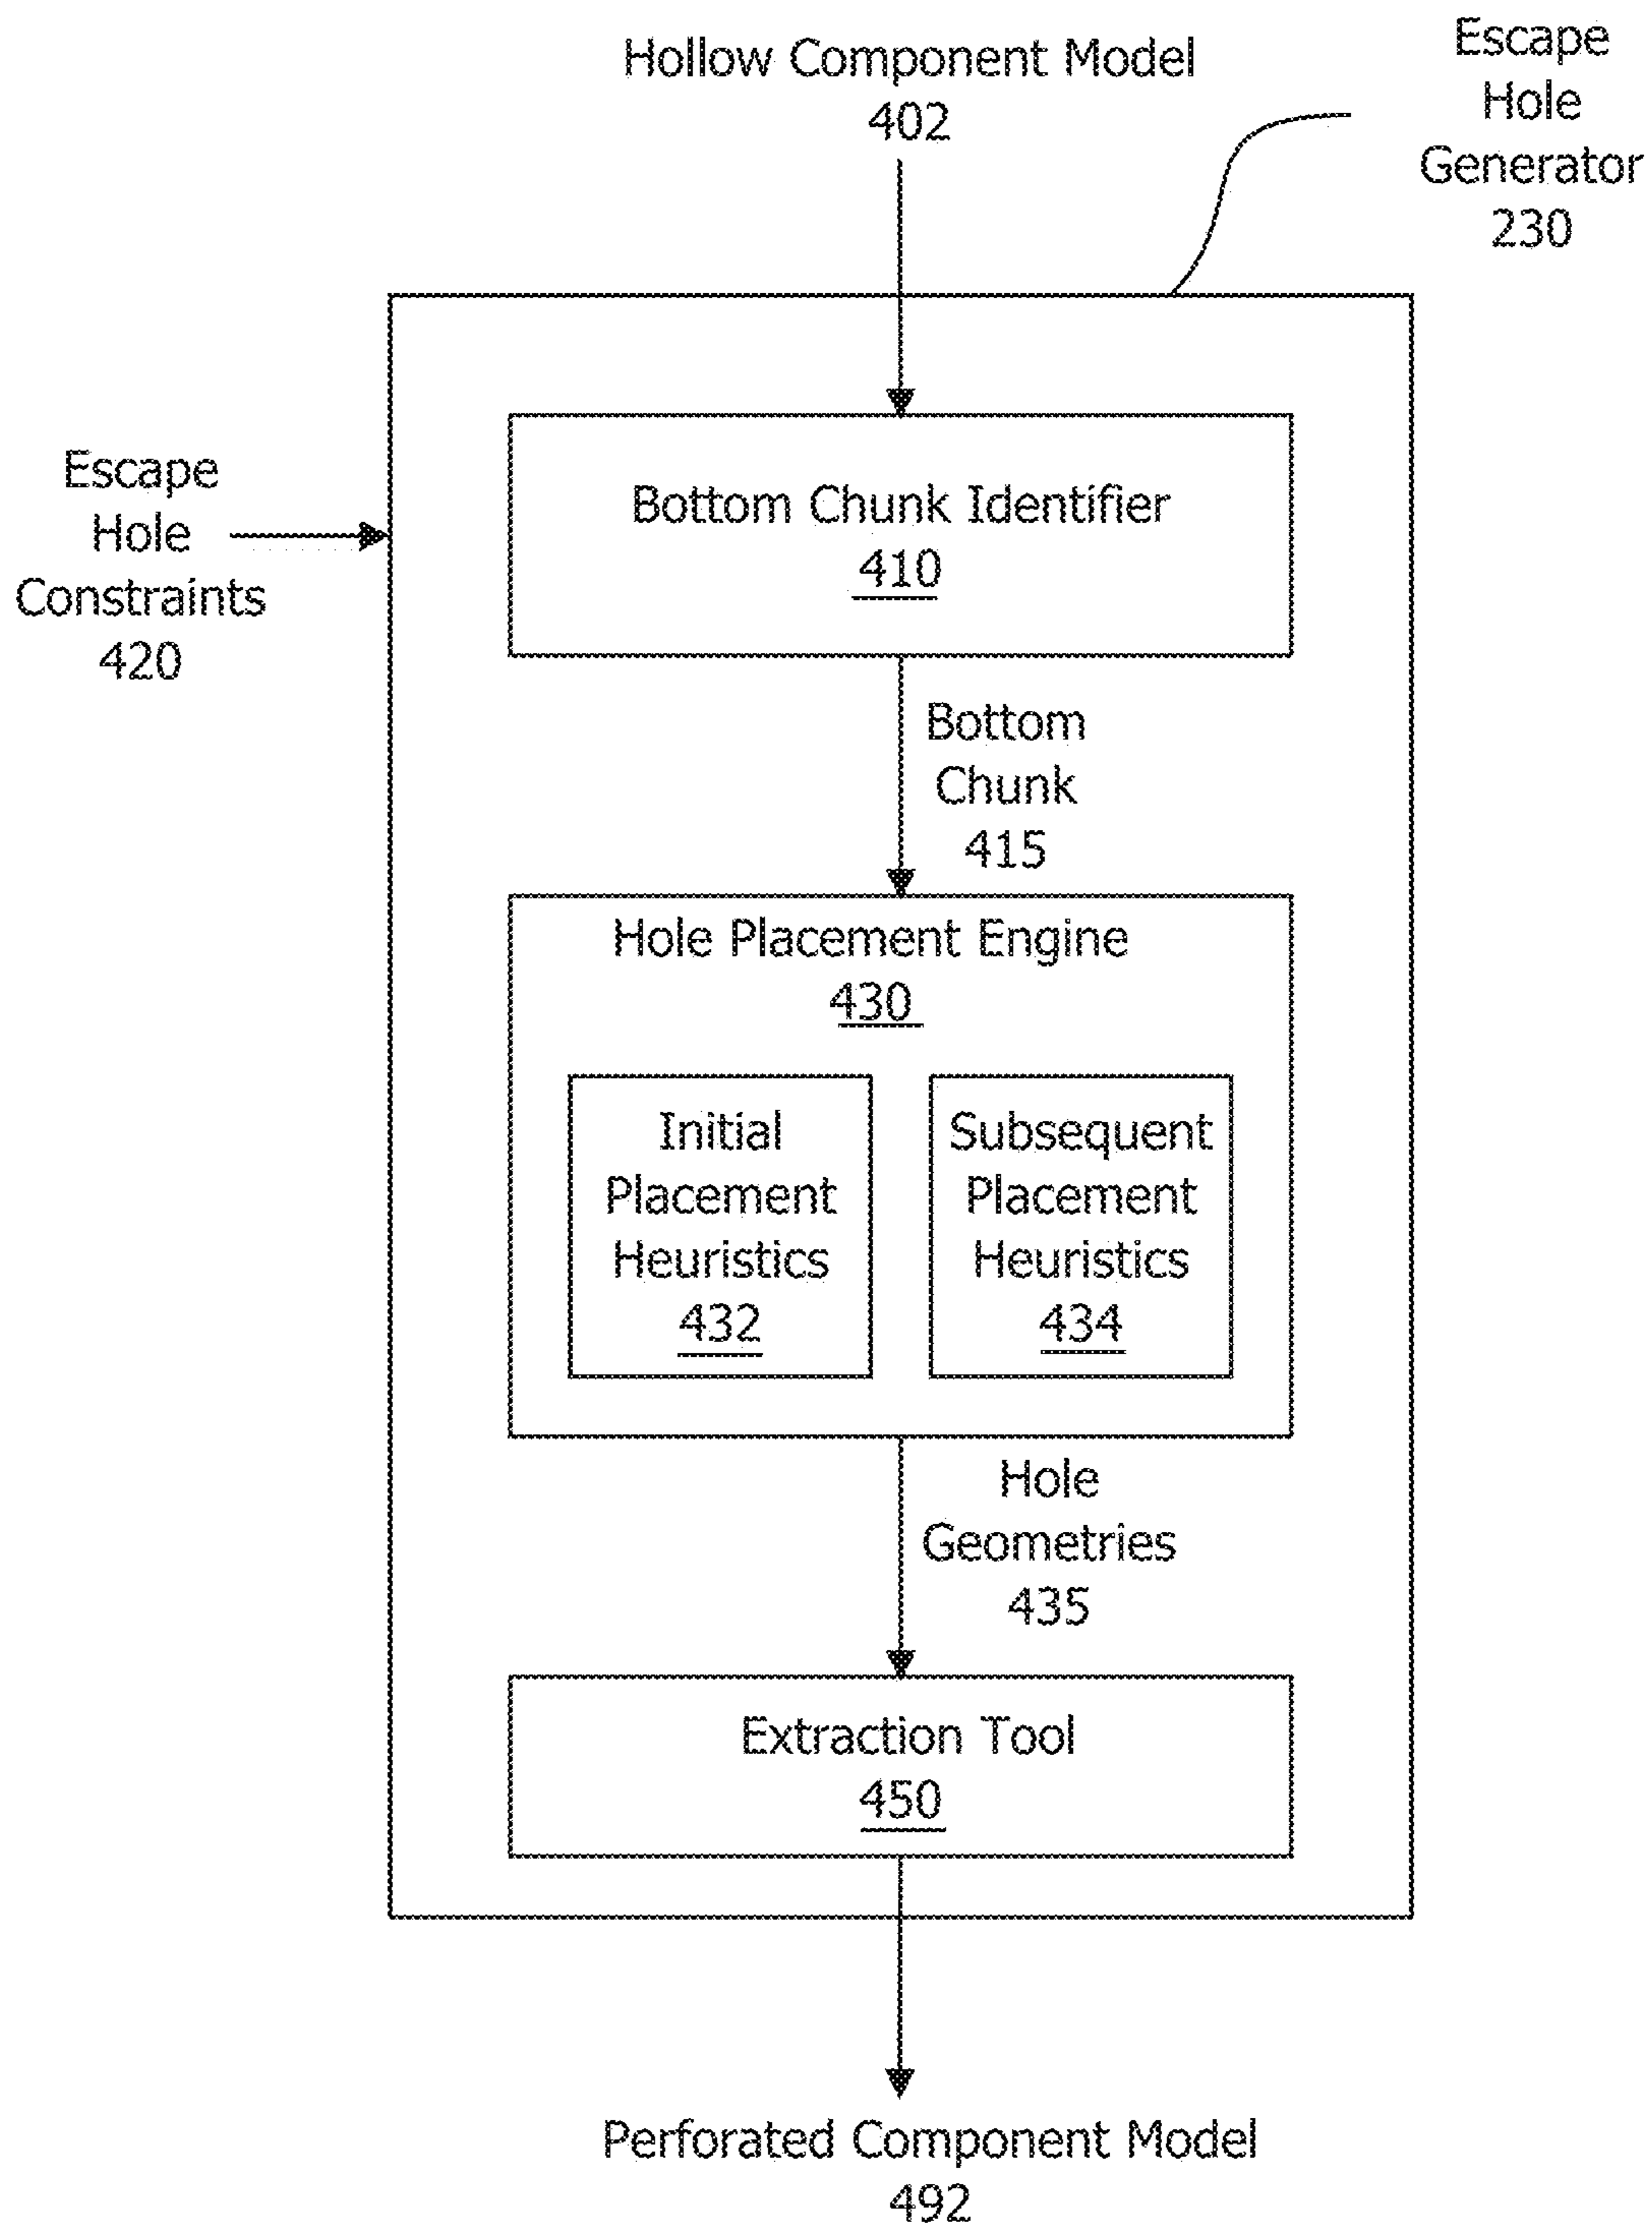 Hollow Component Model
402
Escape
Hole
Generator
230
Escape
Hole
Constraints
420
Bottom Chunk Identifier
410
Bottom
Chunk
415
Hole Placement Engine
430
Initial
Placement
Heuristics
432
Subsequent
Placement
Heuristics
434
Hole
Geometries
435
Extraction Tool
450
Perforated Component Model
492